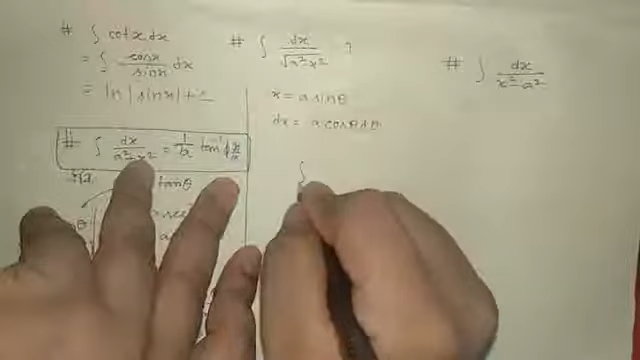 # ∫ cotx dx
= ∫ cosx/sinx dx
= ln|sinx| + c
# ∫ dx/(a²-x²) = 1/a tan⁻¹ x/a
tanθ
θ
# ∫ dx/√(a²-x²) ?
x = a sinθ
dx = a cosθ dθ
∫
# ∫ dx/(x²-a²)